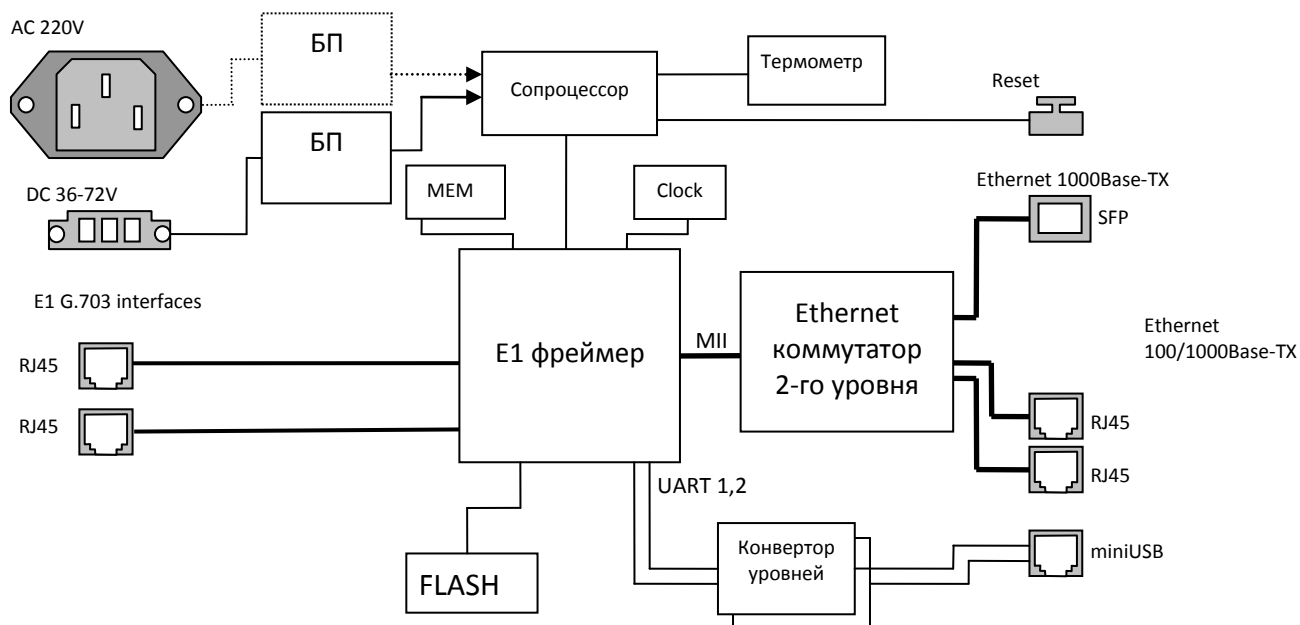 AC 220V
БП
Термометр
Сопроцессор
Reset
БП
MEM
Clock
Ethernet 1000Base-TX
DC 36-72V
SFP
E1 G.703 interfaces
Ethernet
100/1000Base-TX
Ethernet
коммутатор
2-го уровня
MII
E1 фреймер
RJ45
RJ45
RJ45
RJ45
UART 1,2
Конвертор
уровней
miniUSB
FLASH